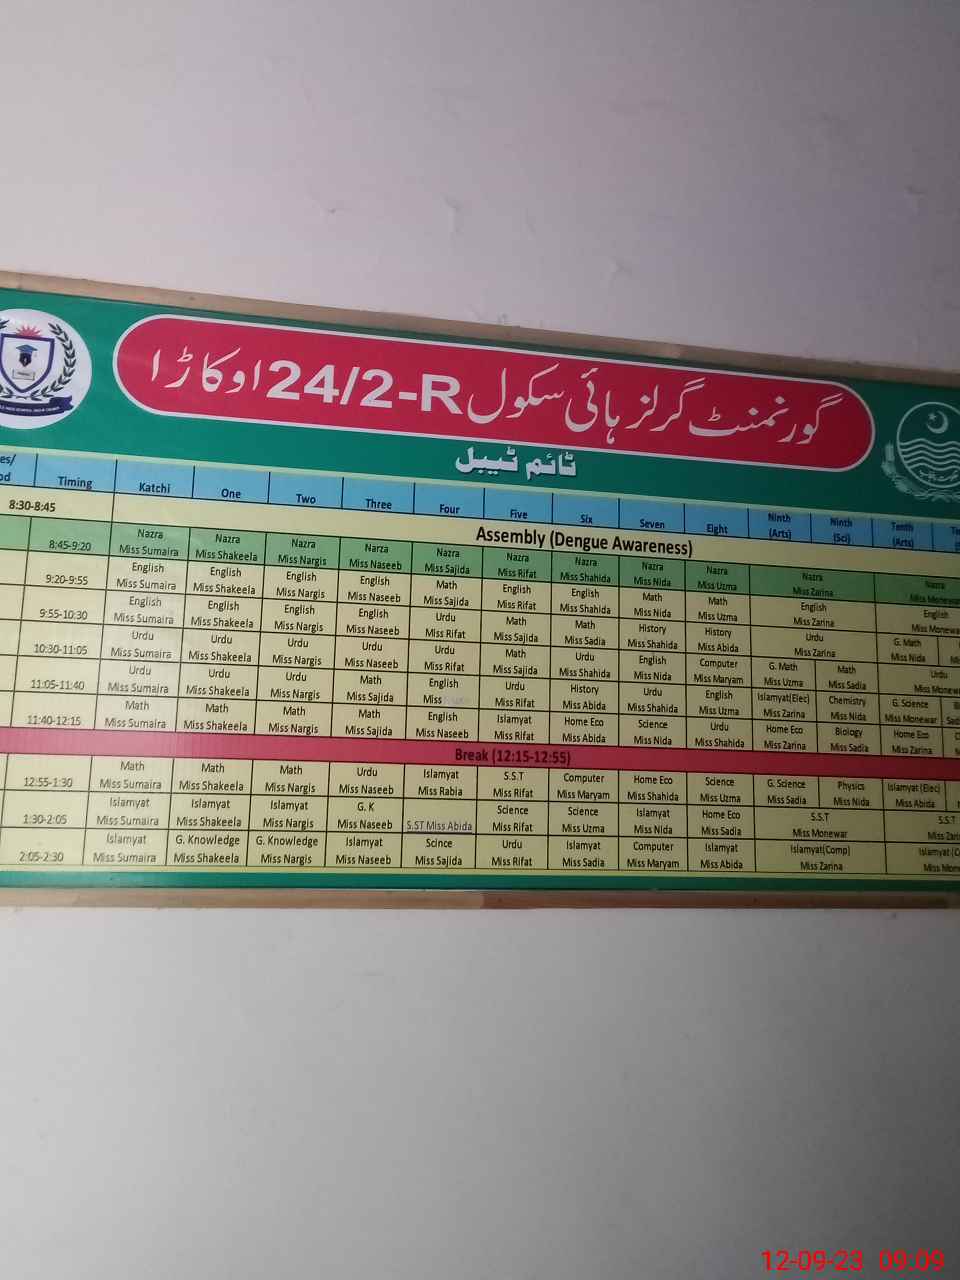 گورنمنٹ گرلز ہائی سکول 24/2-R اوکاڑا
ٹائم ٹیبل
Timing Katchi One Two Three Four Five Six Seven Eight Ninth (Arts) Ninth (Sci) Tenth (Arts)
8:30-8:45 Assembly (Dengue Awareness)
Nazra Nazra Nazra Narza Nazra Nazra Nazra Nazra Nazra Nazra Nazra
8:45-9:20 Miss Sumaira Miss Shakeela Miss Nargis Miss Naseeb Miss Sajida Miss Rifat Miss Shahida Miss Nida Miss Uzma Miss Zarina
English English English English Math English English Math Math English English
9:20-9:55 Miss Sumaira Miss Shakeela Miss Nargis Miss Naseeb Miss Sajida Miss Rifat Miss Shahida Miss Nida Miss Uzma Miss Zarina
English English English English Urdu Math Math History History Urdu G. Math
9:55-10:30 Miss Sumaira Miss Shakeela Miss Nargis Miss Naseeb Miss Rifat Miss Sajida Miss Sadia Miss Shahida Miss Abida Miss Zarina Miss Nida
Urdu Urdu Urdu Urdu Urdu Math Urdu English Computer G. Math Math Urdu
10:30-11:05 Miss Sumaira Miss Shakeela Miss Nargis Miss Naseeb Miss Rifat Miss Sajida Miss Shahida Miss Nida Miss Maryam Miss Uzma Miss Sadia
Urdu Urdu Urdu Math English Urdu History Urdu English Islamyat(Elec) Chemistry G. Science
11:05-11:40 Miss Sumaira Miss Shakeela Miss Nargis Miss Sajida Miss Miss Rifat Miss Abida Miss Shahida Miss Uzma Miss Zarina Miss Nida Miss Monewar
Math Math Math Math English Islamyat Home Eco Science Urdu Home Eco Biology Home Eco
11:40-12:15 Miss Sumaira Miss Shakeela Miss Nargis Miss Sajida Miss Naseeb Miss Rifat Miss Abida Miss Nida Miss Shahida Miss Zarina Miss Sadia Miss Zarina
Break (12:15-12:55)
Math Math Math Urdu Islamyat S.S.T Computer Home Eco Science G. Science Physics Islamyat (Elec)
12:55-1:30 Miss Sumaira Miss Shakeela Miss Nargis Miss Naseeb Miss Rabia Miss Rifat Miss Maryam Miss Shahida Miss Uzma Miss Sadia Miss Nida Miss Abida
Islamyat Islamyat Islamyat G. K Science Science Islamyat Home Eco S.S.T S.S.T
1:30-2:05 Miss Sumaira Miss Shakeela Miss Nargis Miss Naseeb S.ST Miss Abida Miss Rifat Miss Uzma Miss Nida Miss Sadia Miss Monewar
Islamyat G. Knowledge G. Knowledge Islamyat Scince Urdu Islamyat Computer Islamyat Islamyat(Comp)
2:05-2:30 Miss Sumaira Miss Shakeela Miss Nargis Miss Naseeb Miss Sajida Miss Rifat Miss Sadia Miss Maryam Miss Abida Miss Zarina
12-09-23 09:09